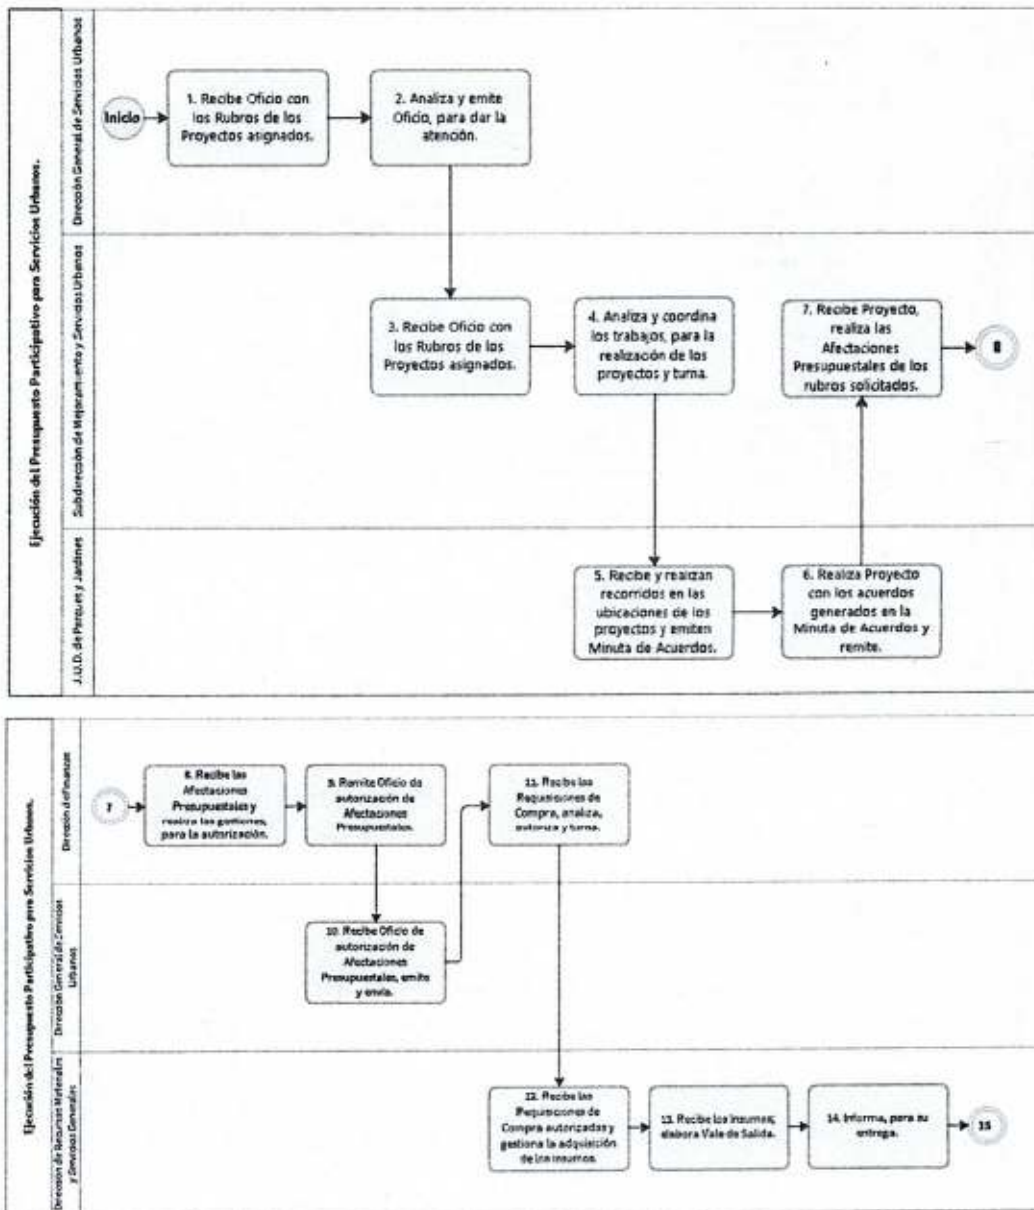 Ejecución del Presupuesto Participativo para Servicios Urbanos.
Dirección General de Servicios Urbanos
Inicio
1. Recibe Oficio con
los Rubros de los
Proyectos asignados.
2. Analiza y emite
Oficio, para dar la
atención.
Subdirección de Mejoramiento y Servicios Urbanos
3. Recibe Oficio con
los Rubros de los
Proyectos asignados.
4. Analiza y coordina
los trabajos, para la
realización de los
proyectos y turna.
7. Recibe Proyecto,
realiza las
Afectaciones
Presupuestales de los
rubros solicitados.
8
J.U.D. de Parques y Jardines
5. Recibe y realizan
recorridos en las
ubicaciones de los
proyectos y emiten
Minuta de Acuerdos.
6. Realiza Proyecto
con los acuerdos
generados en la
Minuta de Acuerdos y
remite.
Ejecución del Presupuesto Participativo para Servicios Urbanos.
Dirección de Finanzas
7
8. Recibe las
Afectaciones
Presupuestales y
realiza las gestiones,
para la autorización.
9. Remite Oficio de
autorización de
Afectaciones
Presupuestales.
11. Recibe las
Requisiciones de
Compra, analiza,
autoriza y turna.
Dirección General de Servicios
Urbanos
10. Recibe Oficio de
autorización de
Afectaciones
Presupuestales, emite
y envía.
Dirección de Recursos Materiales
y Servicios Generales
12. Recibe las
Requisiciones de
Compra autorizadas y
gestiona la adquisición
de los insumos.
13. Recibe los insumos;
elabora Vale de Salida.
14. Informa, para su
entrega.
15